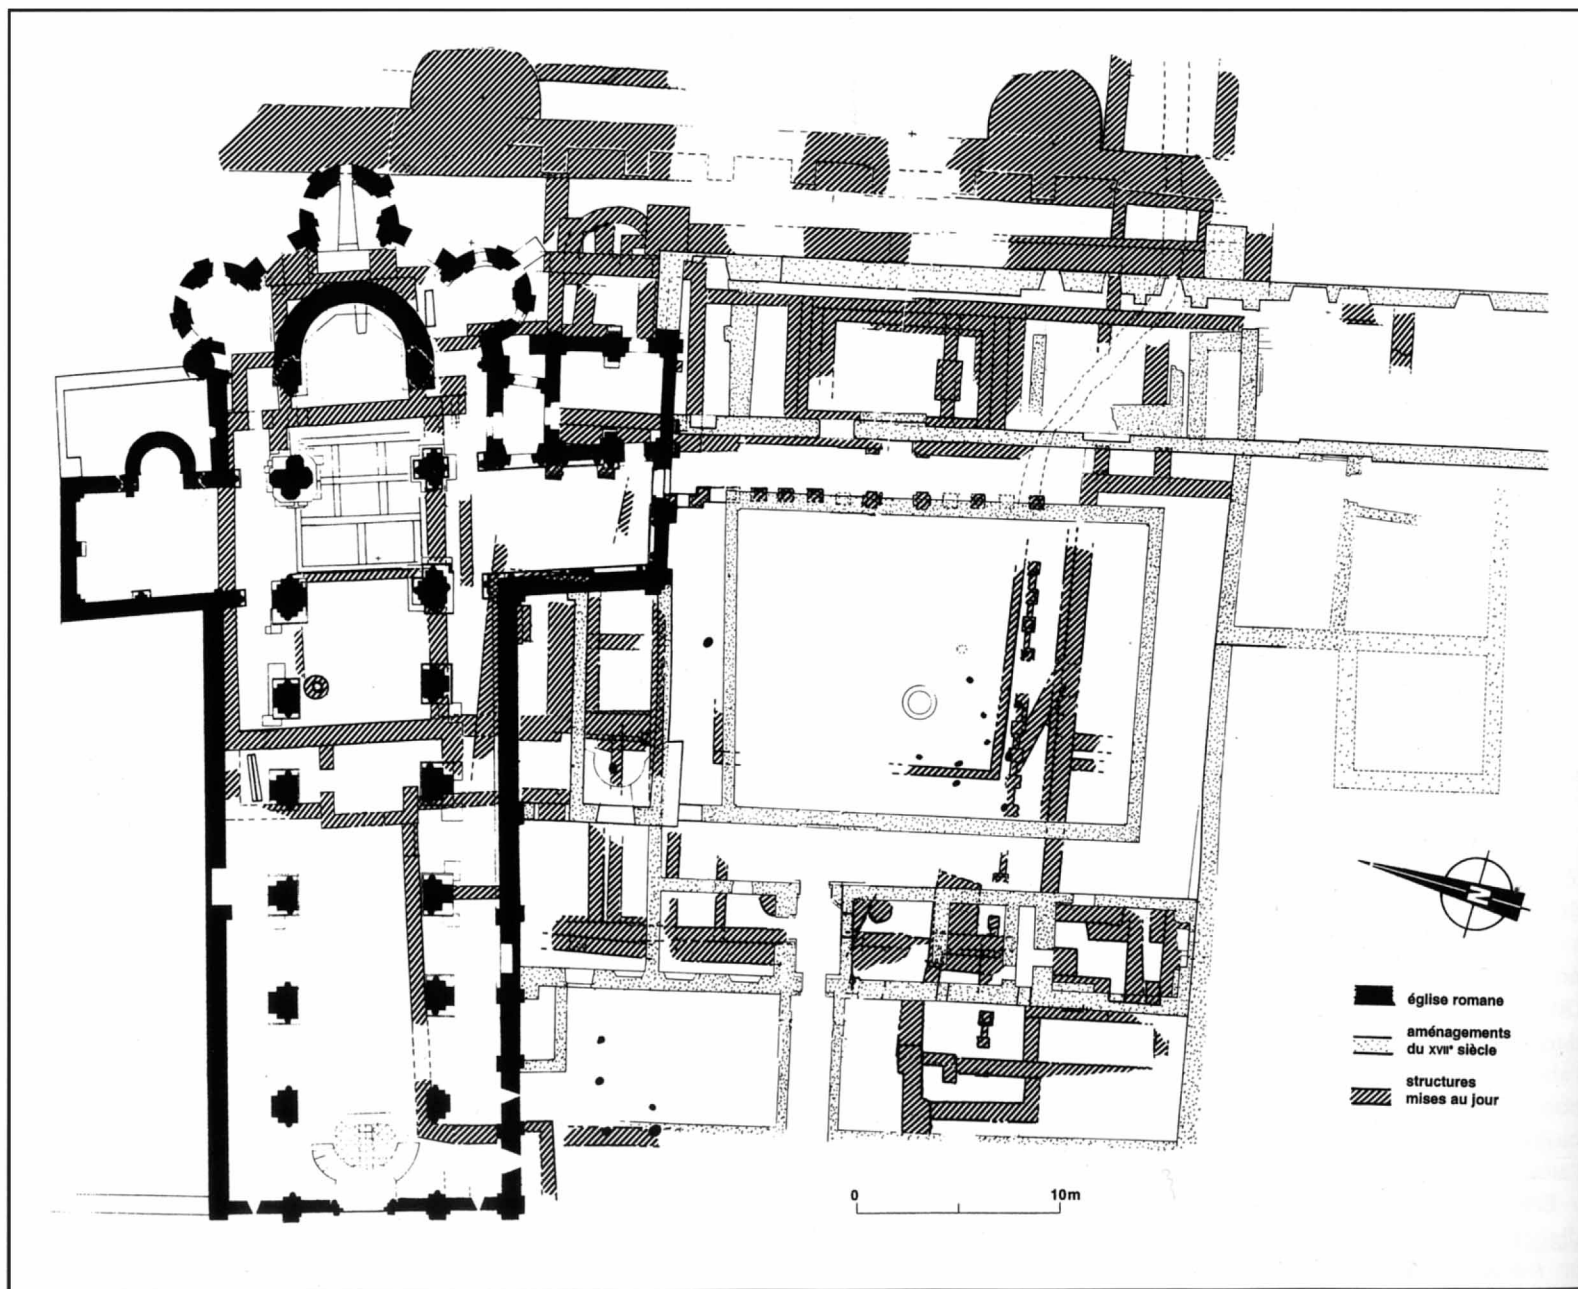 N
église romane
aménagements
du XVIIᵉ siècle
structures
mises au jour
0 10m